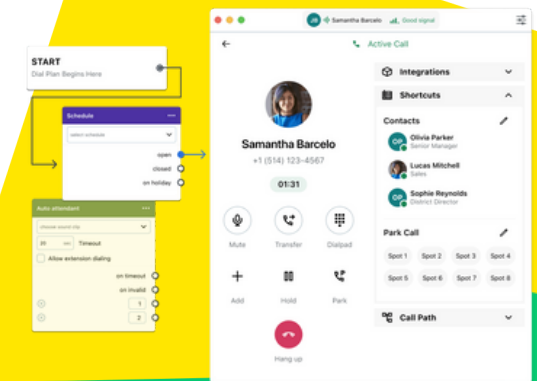 START
Dial Plan Begins Here
Schedule
select schedule
open
closed
on holiday
Auto attendant
choose sound clip
Timeout
Allow extension dialing
on timeout
on invalid
1
2
JB Samantha Barcelo Good signal
Active Call
Samantha Barcelo
+1 (514) 123-4567
01:31
Mute Transfer Dialpad
Add Hold Park
Hang up
Integrations
Shortcuts
Contacts
OP Olivia Parker
Senior Manager
Lucas Mitchell
Sales
OP Sophie Reynolds
District Director
Park Call
Spot 1 Spot 2 Spot 3 Spot 4
Spot 5 Spot 6 Spot 7 Spot 8
Call Path